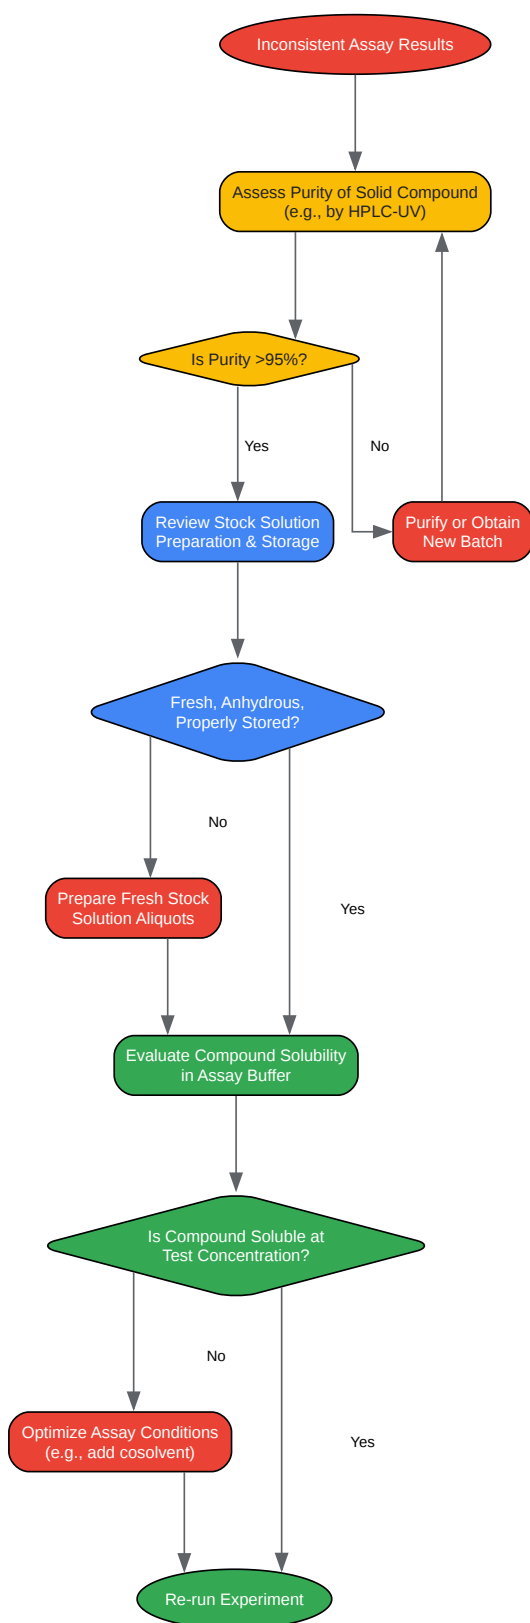 Inconsistent Assay Results
Assess Purity of Solid Compound
(e.g., by HPLC-UV)
Is Purity >95%?
Yes
No
Review Stock Solution
Preparation & Storage
Purify or Obtain
New Batch
Fresh, Anhydrous,
Properly Stored?
No
Prepare Fresh Stock
Solution Aliquots
Yes
Evaluate Compound Solubility
in Assay Buffer
Is Compound Soluble at
Test Concentration?
No
Optimize Assay Conditions
(e.g., add cosolvent)
Yes
Re-run Experiment